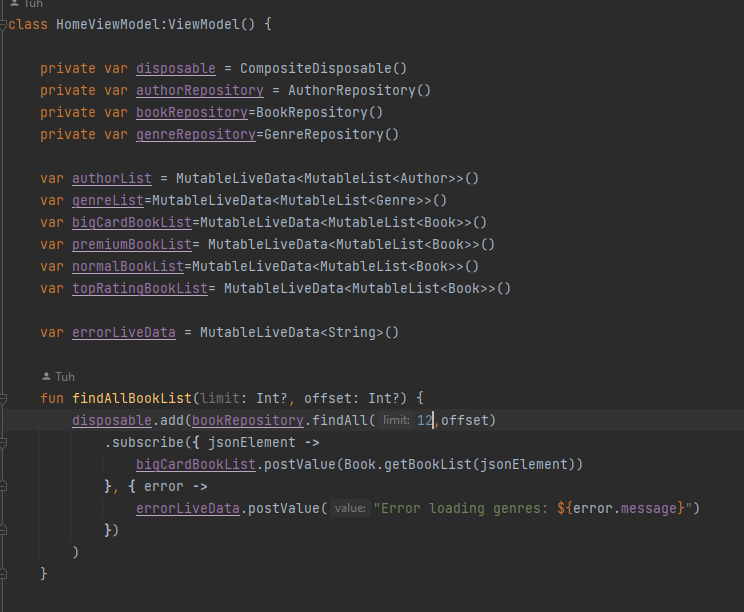 Tuh
class HomeViewModel:ViewModel() {
private var disposable = CompositeDisposable()
private var authorRepository = AuthorRepository()
private var bookRepository=BookRepository()
private var genreRepository=GenreRepository()
var authorList = MutableLiveData<MutableList<Author>>()
var genreList=MutableLiveData<MutableList<Genre>>()
var bigCardBookList=MutableLiveData<MutableList<Book>>()
var premiumBookList= MutableLiveData<MutableList<Book>>()
var normalBookList=MutableLiveData<MutableList<Book>>()
var topRatingBookList= MutableLiveData<MutableList<Book>>()
var errorLiveData = MutableLiveData<String>()
Tuh
fun findAllBookList(limit: Int?, offset: Int?) {
disposable.add(bookRepository.findAll( limit: 12,offset)
.subscribe({ jsonElement ->
bigCardBookList.postValue(Book.getBookList(jsonElement))
}, { error ->
errorLiveData.postValue( value: "Error loading genres: ${error.message}")
})
)
}